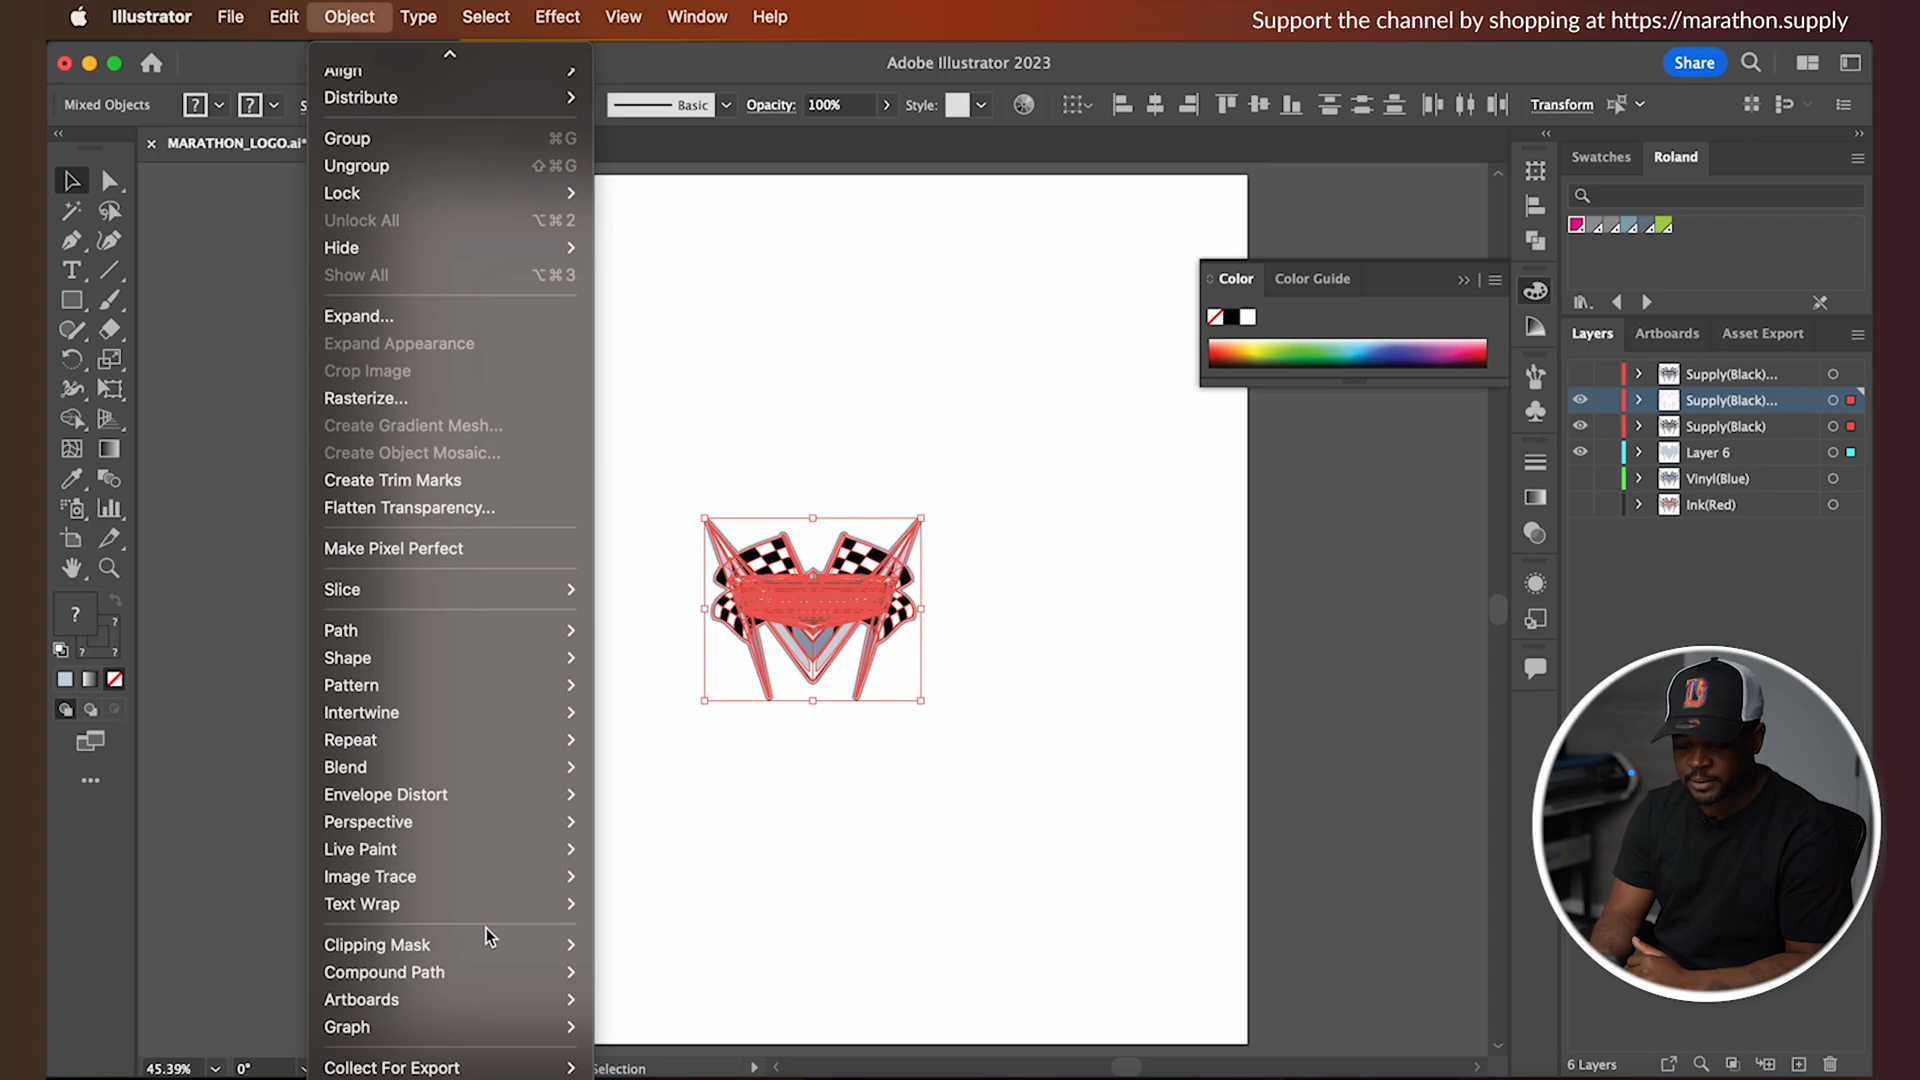 Illustrator File Edit Object Type Select Effect View Window Help
Support the channel by shopping at https://marathon.supply
Adobe Illustrator 2023
Share
Mixed Objects
? ?
Basic
Opacity: 100%
Style:
Transform
MARATHON_LOGO.ai*
Align
Distribute
Group ⌘G
Ungroup ⇧⌘G
Lock
Unlock All ⌥⌘2
Hide
Show All ⌥⌘3
Expand...
Expand Appearance
Crop Image
Rasterize...
Create Gradient Mesh...
Create Object Mosaic...
Create Trim Marks
Flatten Transparency...
Make Pixel Perfect
Slice
Path
Shape
Pattern
Intertwine
Repeat
Blend
Envelope Distort
Perspective
Live Paint
Image Trace
Text Wrap
Clipping Mask
Compound Path
Artboards
Graph
Collect For Export
Color Color Guide
Swatches Roland
Layers Artboards Asset Export
Supply(Black)...
Supply(Black)...
Supply(Black)
Layer 6
Vinyl(Blue)
Ink(Red)
6 Layers
45.39% 0°
Selection